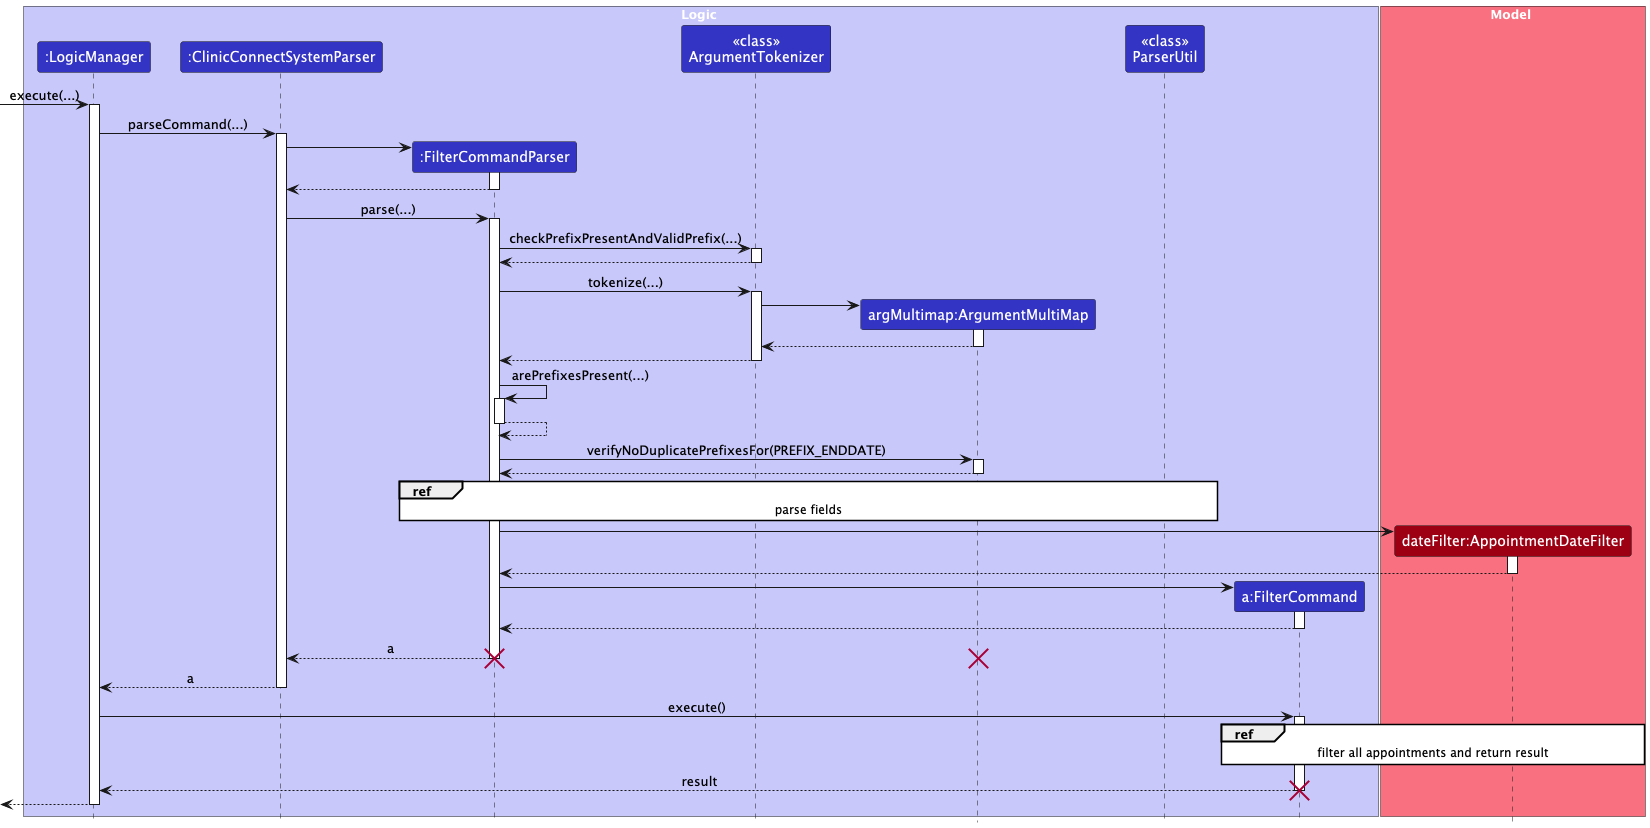 Logic
Model
:LogicManager
:ClinicConnectSystemParser
«class»
ArgumentTokenizer
«class»
ParserUtil
execute(...)
parseCommand(...)
:FilterCommandParser
parse(...)
checkPrefixPresentAndValidPrefix(...)
tokenize(...)
argMultimap:ArgumentMultiMap
arePrefixesPresent(...)
verifyNoDuplicatePrefixesFor(PREFIX_ENDDATE)
ref
parse fields
dateFilter:AppointmentDateFilter
a:FilterCommand
a
a
execute()
ref
filter all appointments and return result
result